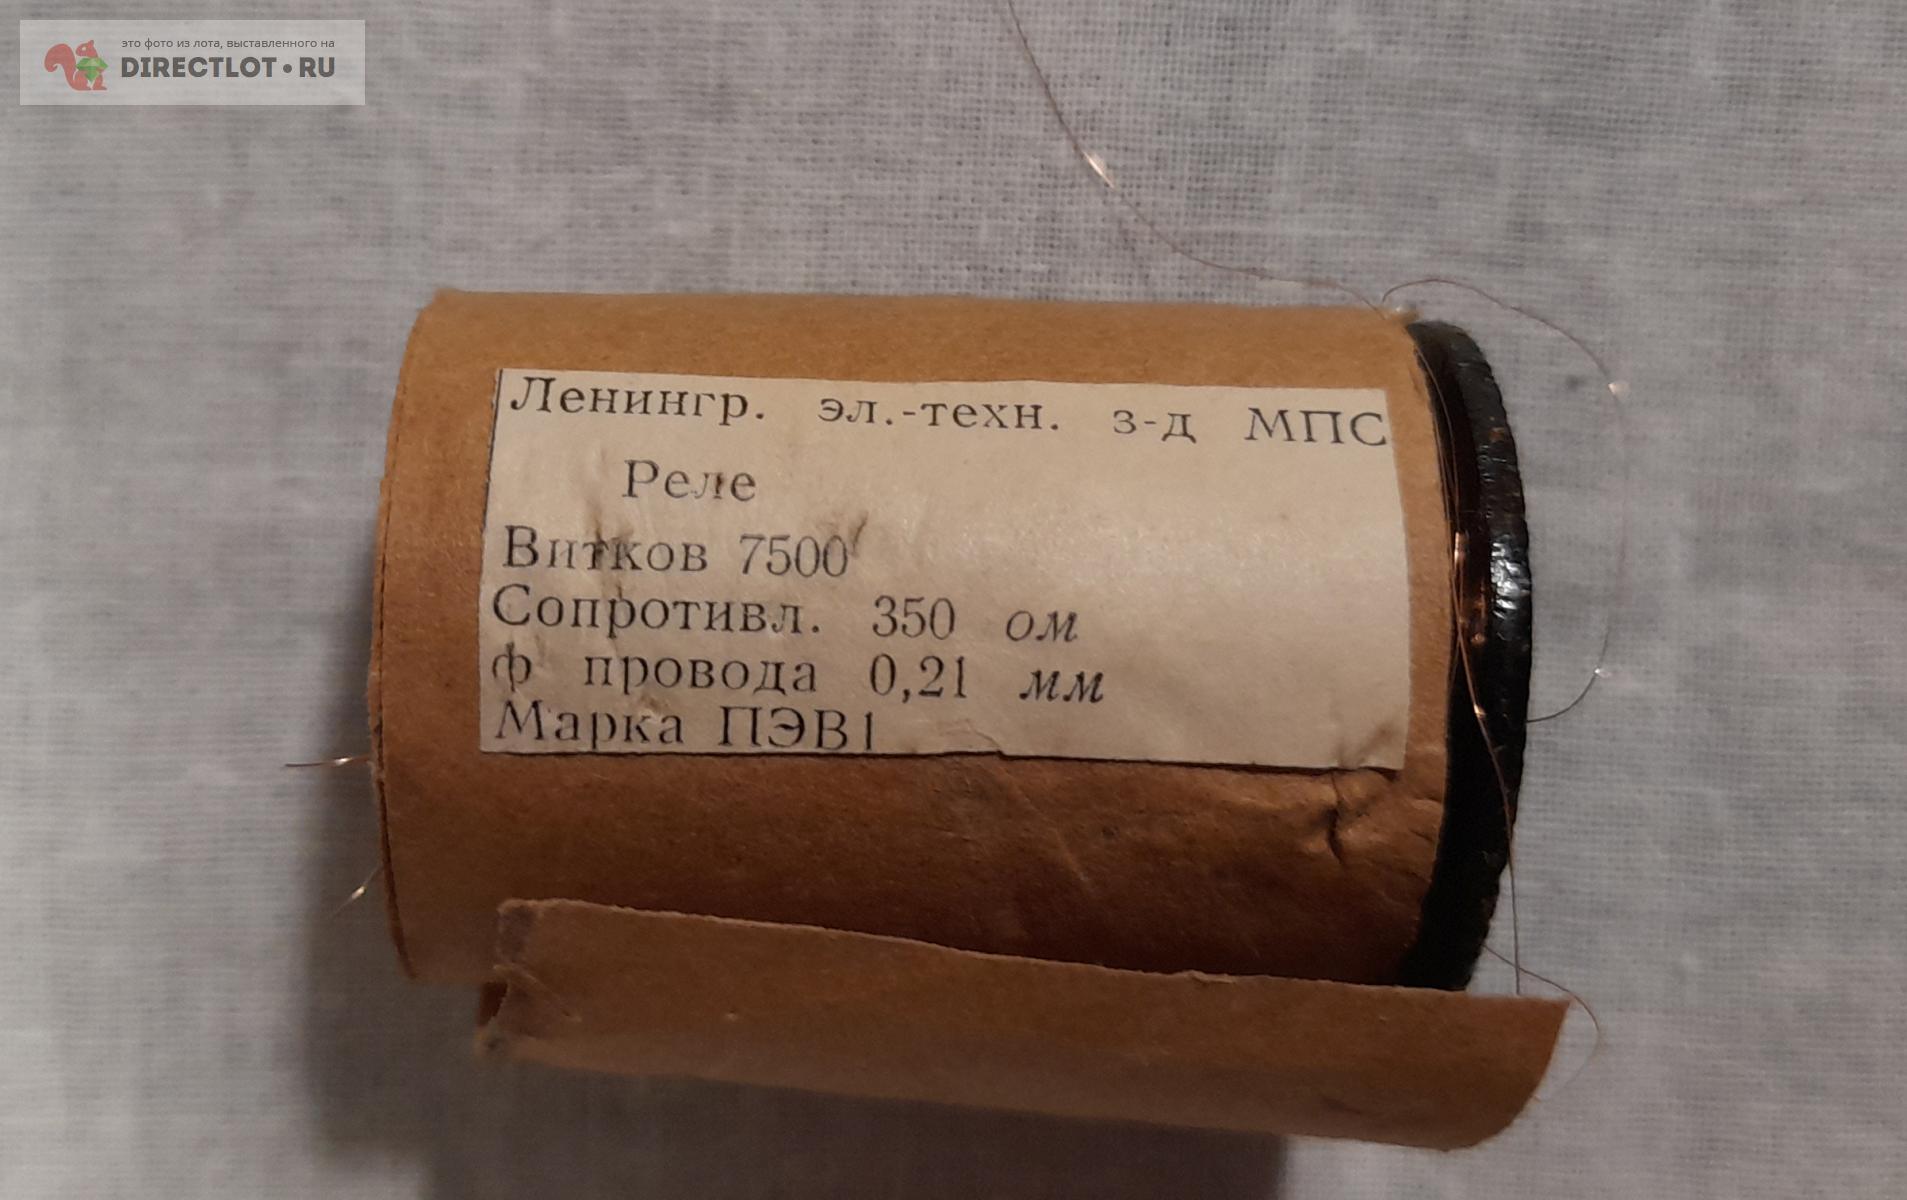 это фото из лота, выставленного на
DIRECTLOT•RU
Ленингр. эл.-техн. з-д МПС
Реле
Витков 7500
Сопротивл. 350 ом
ф провода 0,21 мм
Марка ПЭВ1